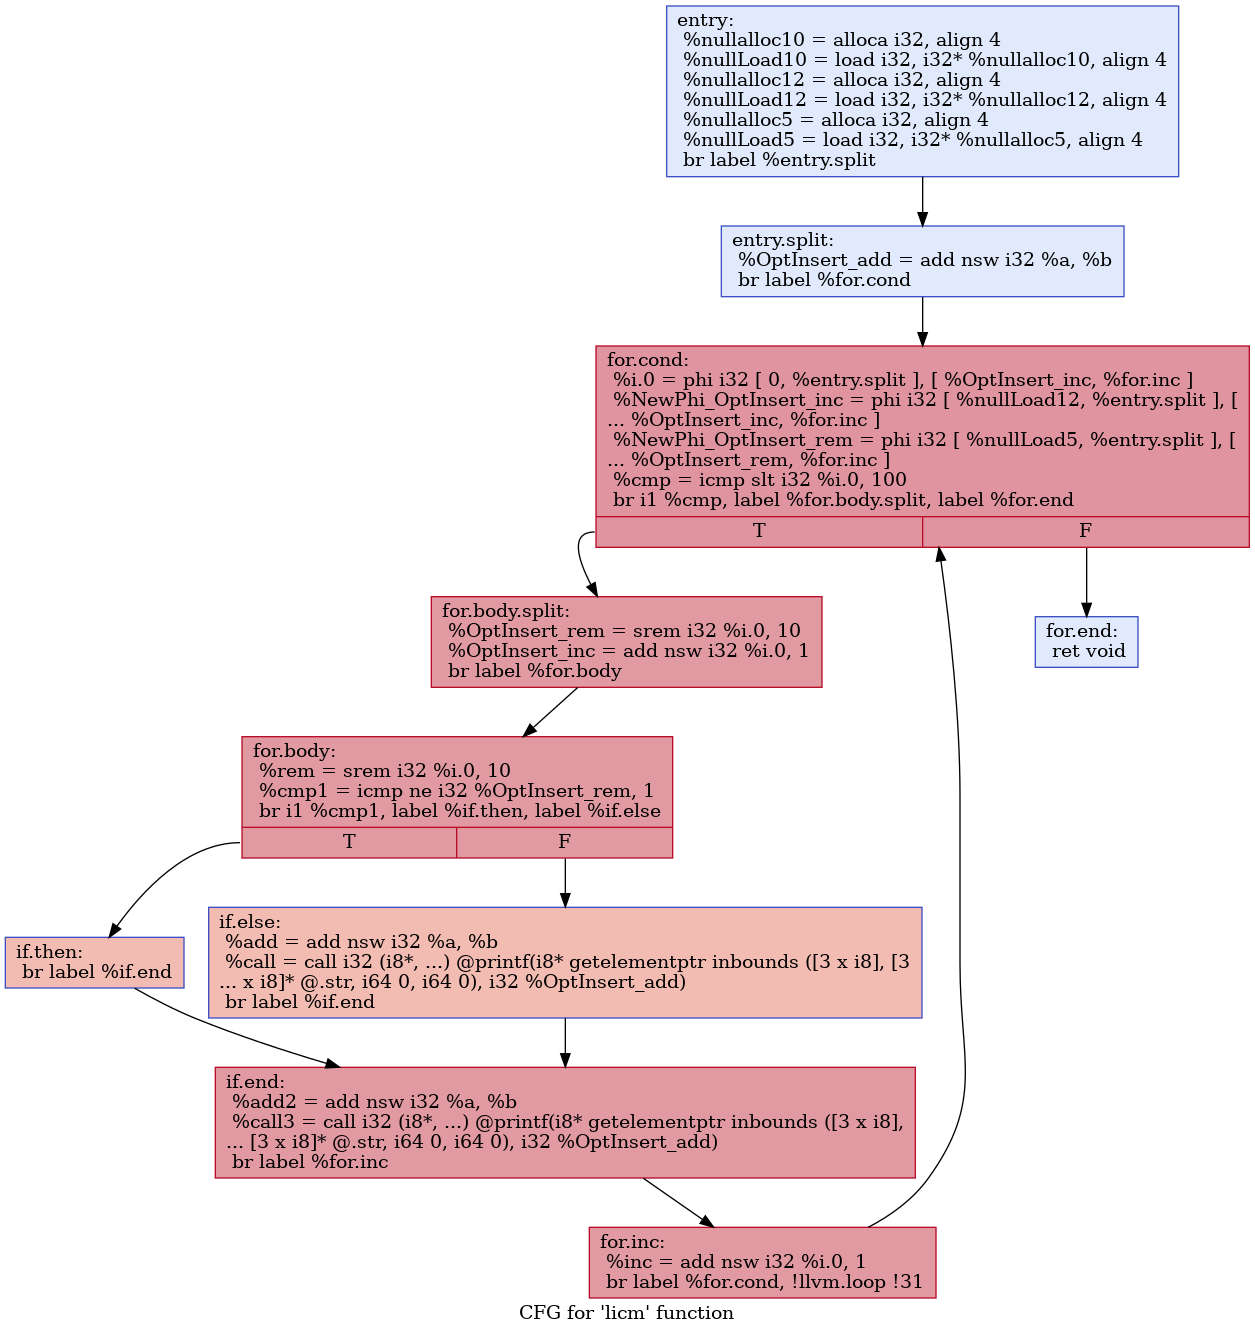 entry:
%nullalloc10 = alloca i32, align 4
%nullLoad10 = load i32, i32* %nullalloc10, align 4
%nullalloc12 = alloca i32, align 4
%nullLoad12 = load i32, i32* %nullalloc12, align 4
%nullalloc5 = alloca i32, align 4
%nullLoad5 = load i32, i32* %nullalloc5, align 4
br label %entry.split
entry.split:
%OptInsert_add = add nsw i32 %a, %b
br label %for.cond
for.cond:
%i.0 = phi i32 [ 0, %entry.split ], [ %OptInsert_inc, %for.inc ]
%NewPhi_OptInsert_inc = phi i32 [ %nullLoad12, %entry.split ], [
... %OptInsert_inc, %for.inc ]
%NewPhi_OptInsert_rem = phi i32 [ %nullLoad5, %entry.split ], [
... %OptInsert_rem, %for.inc ]
%cmp = icmp slt i32 %i.0, 100
br i1 %cmp, label %for.body.split, label %for.end
T F
for.body.split:
%OptInsert_rem = srem i32 %i.0, 10
%OptInsert_inc = add nsw i32 %i.0, 1
br label %for.body
for.end:
ret void
for.body:
%rem = srem i32 %i.0, 10
%cmp1 = icmp ne i32 %OptInsert_rem, 1
br i1 %cmp1, label %if.then, label %if.else
T F
if.then:
br label %if.end
if.else:
%add = add nsw i32 %a, %b
%call = call i32 (i8*, ...) @printf(i8* getelementptr inbounds ([3 x i8], [3
... x i8]* @.str, i64 0, i64 0), i32 %OptInsert_add)
br label %if.end
if.end:
%add2 = add nsw i32 %a, %b
%call3 = call i32 (i8*, ...) @printf(i8* getelementptr inbounds ([3 x i8],
... [3 x i8]* @.str, i64 0, i64 0), i32 %OptInsert_add)
br label %for.inc
for.inc:
%inc = add nsw i32 %i.0, 1
br label %for.cond, !llvm.loop !31
CFG for 'licm' function